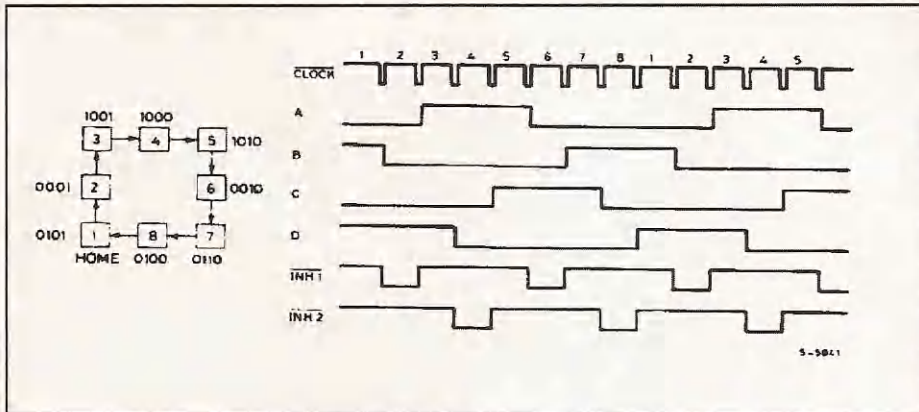 1 2 3 4 5 6 7 8 1 2 3 4 5
CLOCK
A
B
C
D
INH 1
INH 2
1001 1000
3 4 5 1010
0001 2 6 0010
0101 1 8 7
HOME 0100 0110
S-5841